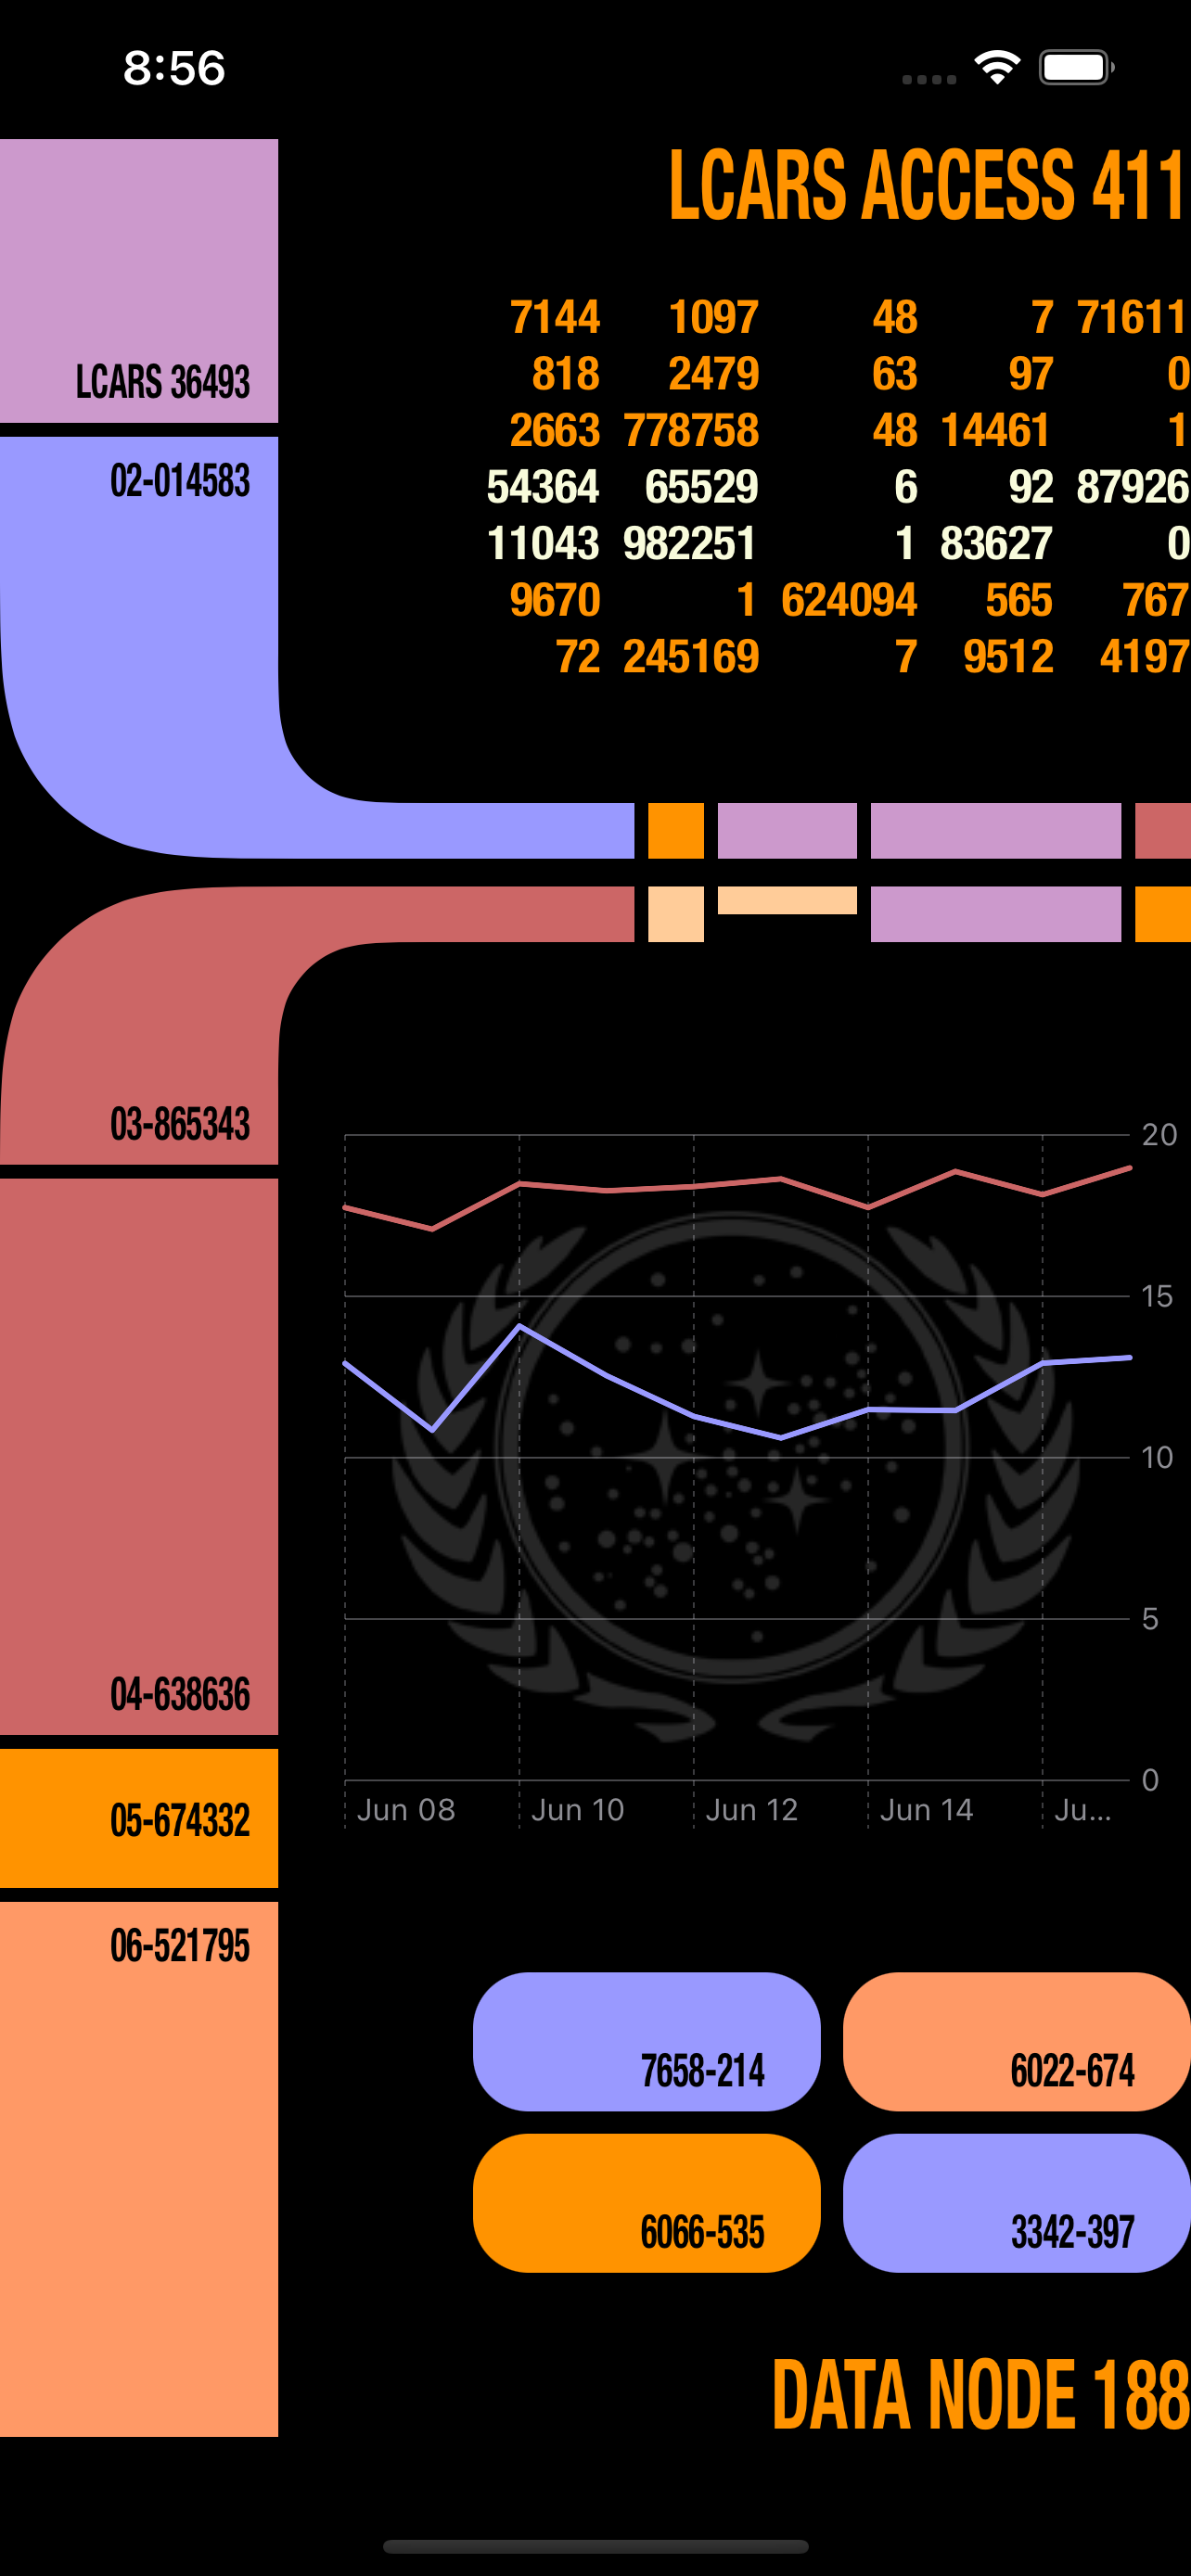 8:56
LCARS ACCESS 411
7144 1097 48 7 71611
818 2479 63 97 0
2663 778758 48 14461 1
54364 65529 6 92 87926
11043 982251 1 83627 0
9670 1 624094 565 767
72 245169 7 9512 4197
LCARS 36493
02-014583
03-865343
04-638636
05-674332
06-521795
20
15
10
5
0
Jun 08 Jun 10 Jun 12 Jun 14 Ju...
7658-214 6022-674
6066-535 3342-397
DATA NODE 188